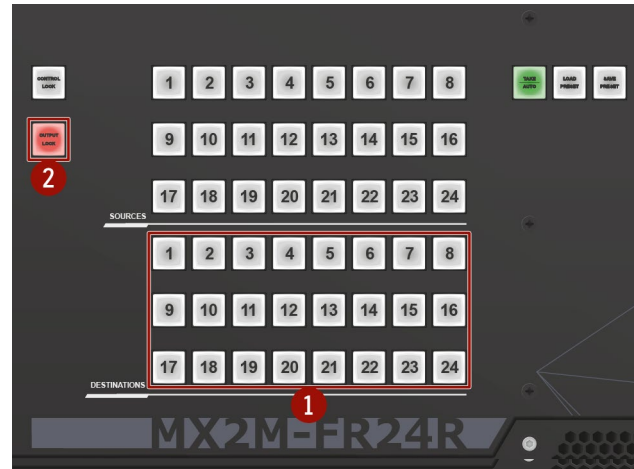 CONTROL
LOCK
1 2 3 4 5 6 7 8
TAKE
AUTO
LOAD
PRESET
SAVE
PRESET
OUTPUT
LOCK
9 10 11 12 13 14 15 16
2
17 18 19 20 21 22 23 24
SOURCES
1 2 3 4 5 6 7 8
9 10 11 12 13 14 15 16
17 18 19 20 21 22 23 24
DESTINATIONS
1
MX2M-FR24R